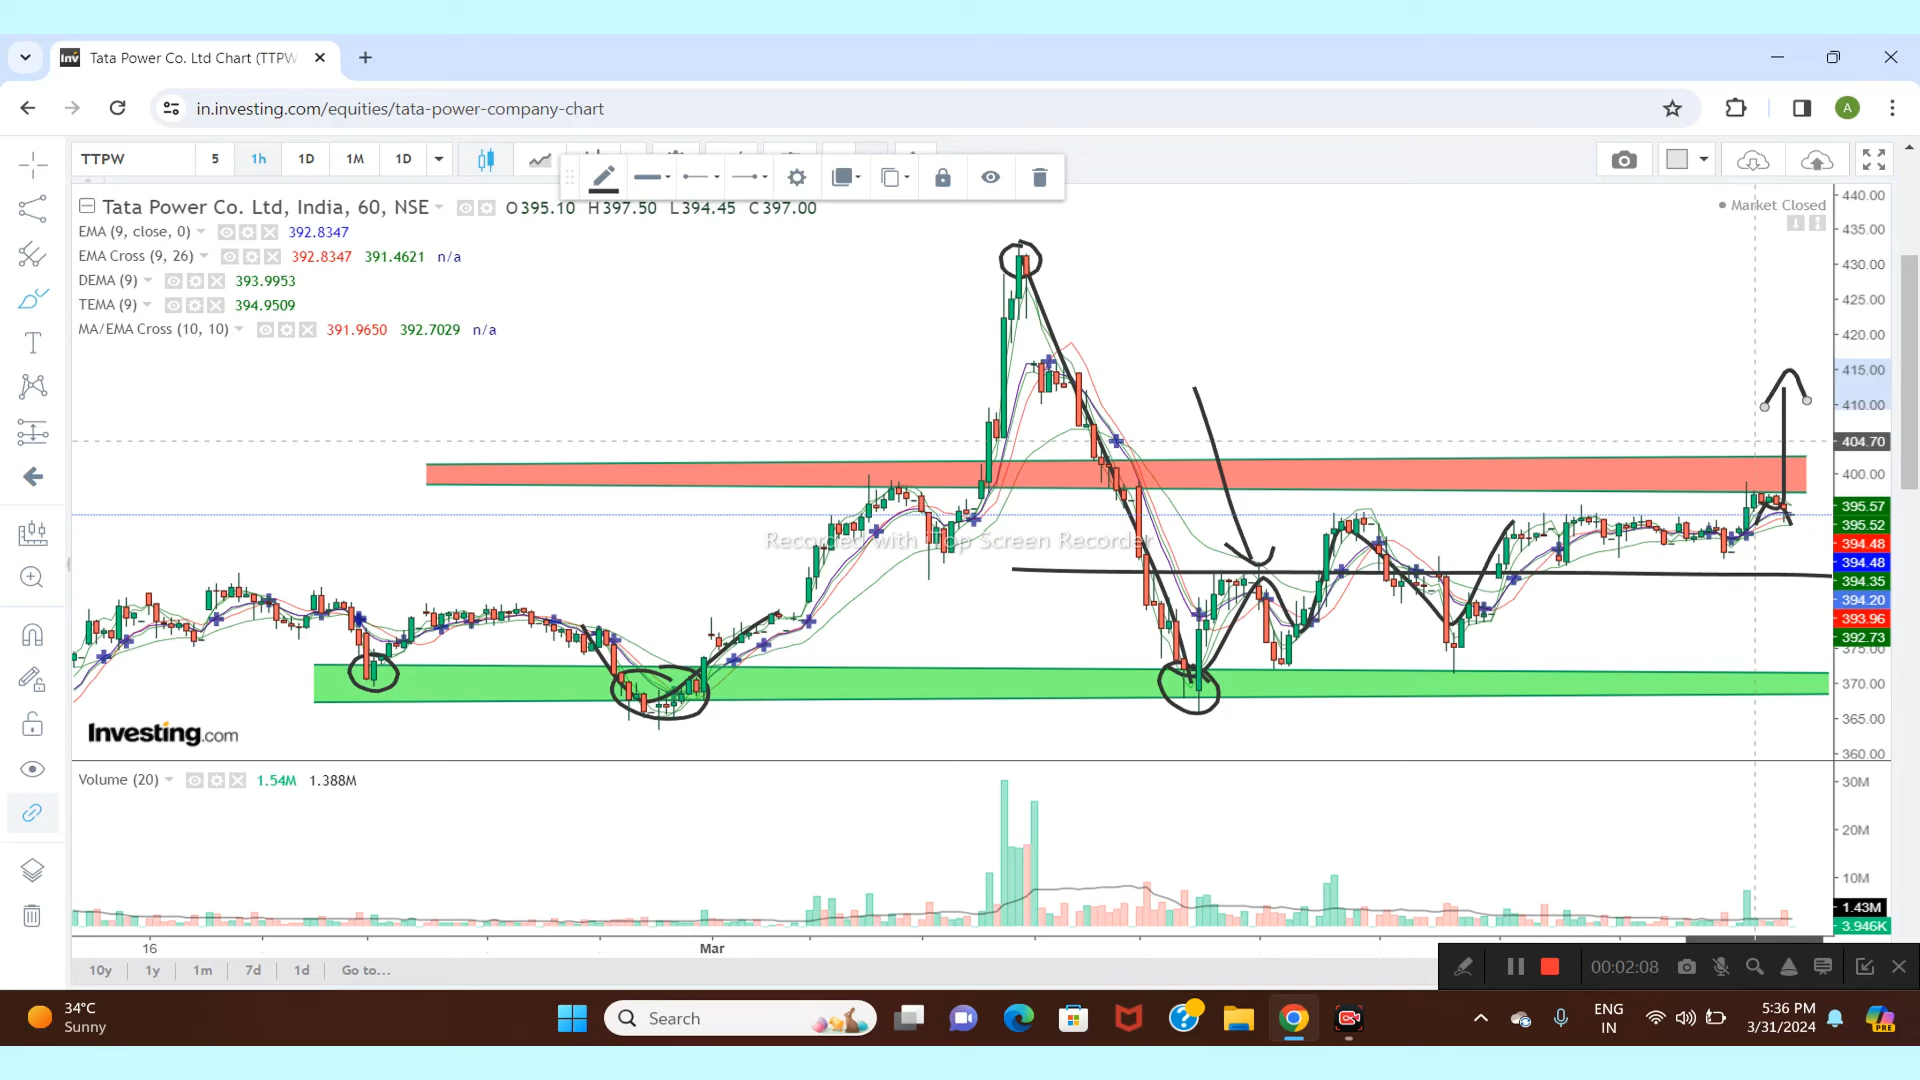 Tata Power Co. Ltd Chart (TTPW
in.investing.com/equities/tata-power-company-chart
A
TTPW 5 1h 1D 1M 1D
Tata Power Co. Ltd, India, 60, NSE O395.10 H397.50 L394.45 C397.00
Market Closed
EMA (9, close, 0) 392.8347
EMA Cross (9, 26) 392.8347 391.4621 n/a
DEMA (9) 393.9953
TEMA (9) 394.9509
MA/EMA Cross (10, 10) 391.9650 392.7029 n/a
440.00
435.00
430.00
425.00
420.00
415.00
410.00
404.70
400.00
395.57
395.52
394.48
394.48
394.35
394.20
393.96
392.73
375.00
370.00
365.00
360.00
Recorded with iTop Screen Recorder
Investing.com
Volume (20) 1.54M 1.388M
30M
20M
10M
1.43M
3.946K
16 Mar
10y 1y 1m 7d 1d Go to...
00:02:08
34°C
Sunny
Search
ENG
IN
5:36 PM
3/31/2024
PRE